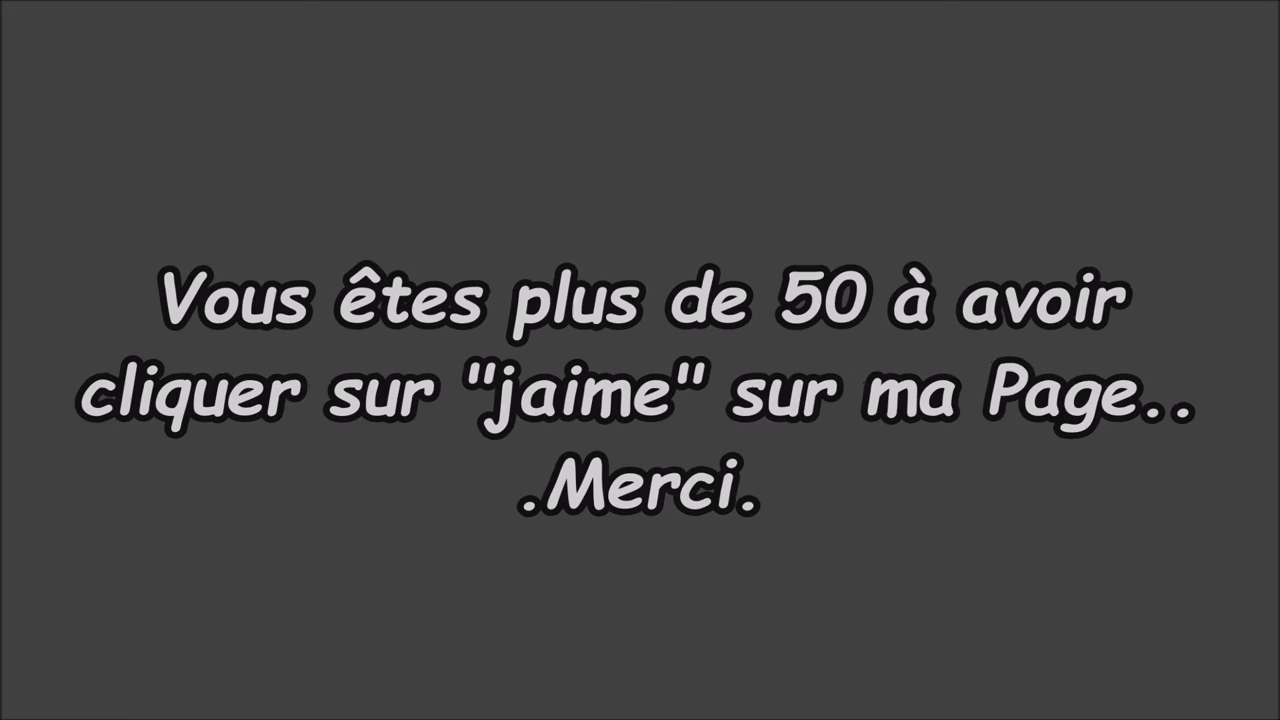 Vous êtes plus de 50 à avoir
cliquer sur "jaime" sur ma Page..
.Merci.